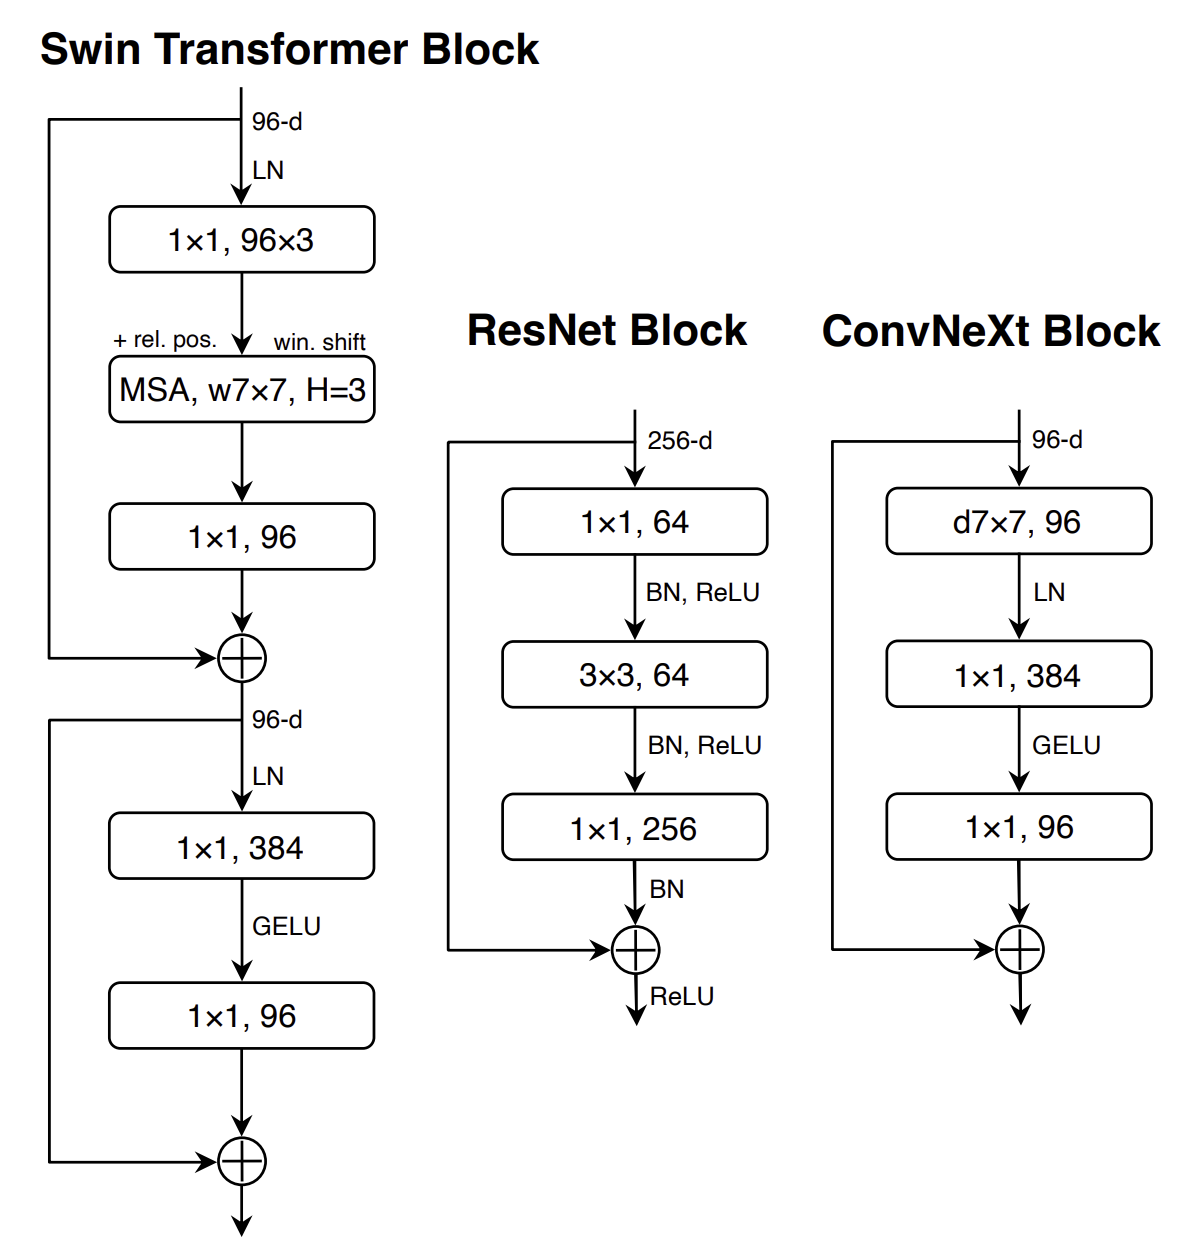 Swin Transformer Block
96-d
LN
1×1, 96×3
+ rel. pos.
win. shift
MSA, w7×7, H=3
1×1, 96
96-d
LN
1×1, 384
GELU
1×1, 96
ResNet Block
256-d
1×1, 64
BN, ReLU
3×3, 64
BN, ReLU
1×1, 256
BN
ReLU
ConvNeXt Block
96-d
d7×7, 96
LN
1×1, 384
GELU
1×1, 96